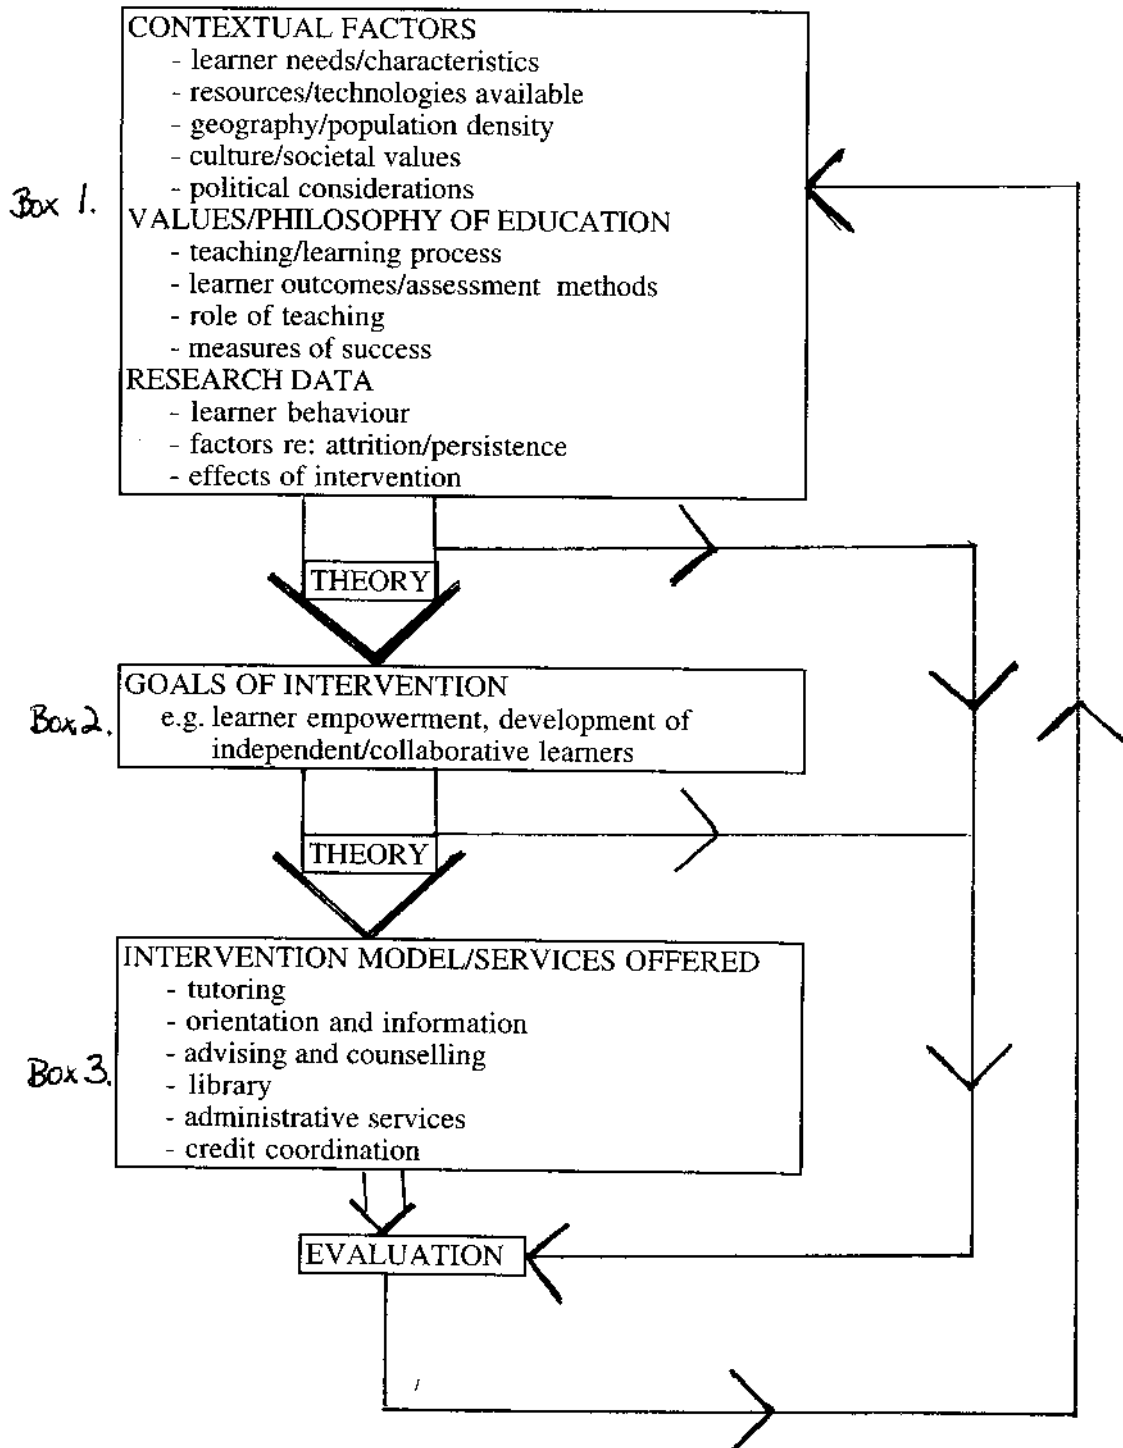 CONTEXTUAL FACTORS
- learner needs/characteristics
- resources/technologies available
- geography/population density
- culture/societal values
- political considerations
Box 1.
VALUES/PHILOSOPHY OF EDUCATION
- teaching/learning process
- learner outcomes/assessment methods
- role of teaching
- measures of success
RESEARCH DATA
- learner behaviour
- factors re: attrition/persistence
- effects of intervention
THEORY
GOALS OF INTERVENTION
Box 2.
e.g. learner empowerment, development of
independent/collaborative learners
THEORY
INTERVENTION MODEL/SERVICES OFFERED
- tutoring
- orientation and information
- advising and counselling
Box 3.
- library
- administrative services
- credit coordination
EVALUATION